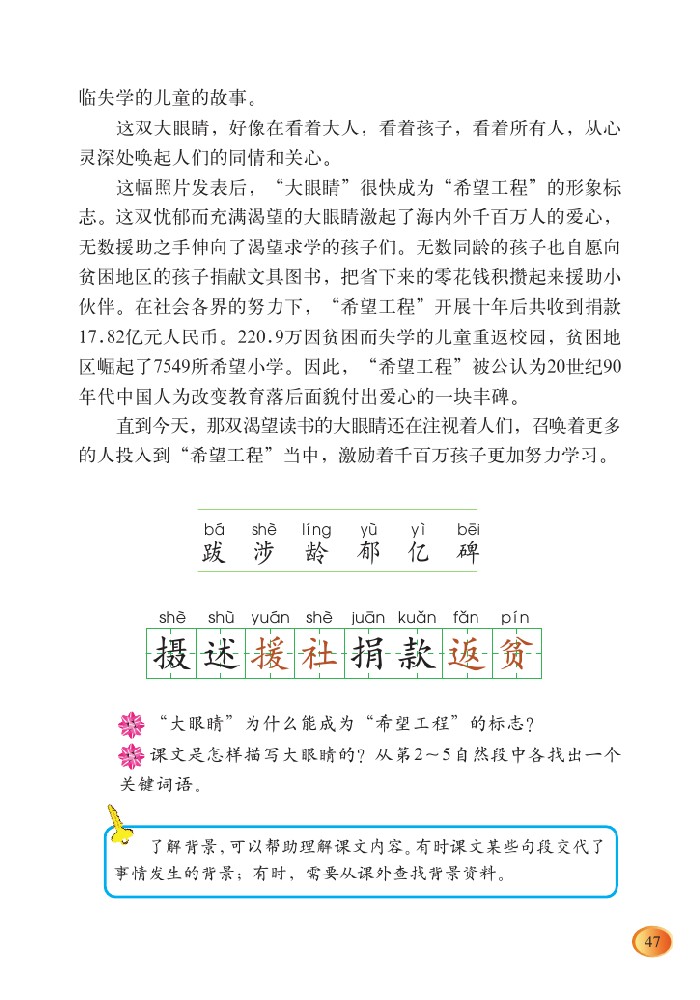 临失学的儿童的故事。
这双大眼睛，好像在看着大人，看着孩子，看着所有人，从心
灵深处唤起人们的同情和关心。
这幅照片发表后，“大眼睛”很快成为“希望工程”的形象标
志。这双忧郁而充满渴望的大眼睛激起了海内外千百万人的爱心，
无数援助之手伸向了渴望求学的孩子们。无数同龄的孩子也自愿向
贫困地区的孩子捐献文具图书，把省下来的零花钱积攒起来援助小
伙伴。在社会各界的努力下，“希望工程”开展十年后共收到捐款
17.82亿元人民币。220.9万因贫困而失学的儿童重返校园，贫困地
区崛起了7549所希望小学。因此，“希望工程”被公认为20世纪90
年代中国人为改变教育落后面貌付出爱心的一块丰碑。
直到今天，那双渴望读书的大眼睛还在注视着人们，召唤着更多
的人投入到“希望工程”当中，激励着千百万孩子更加努力学习。
bá shè líng yù yì bēi
跋 涉 龄 郁 亿 碑
shè shù yuán shè juān kuǎn fǎn pín
摄 述 援 社 捐 款 返 贫
“大眼睛”为什么能成为“希望工程”的标志？
课文是怎样描写大眼睛的？从第2～5自然段中各找出一个
关键词语。
了解背景，可以帮助理解课文内容。有时课文某些句段交代了
事情发生的背景；有时，需要从课外查找背景资料。
47